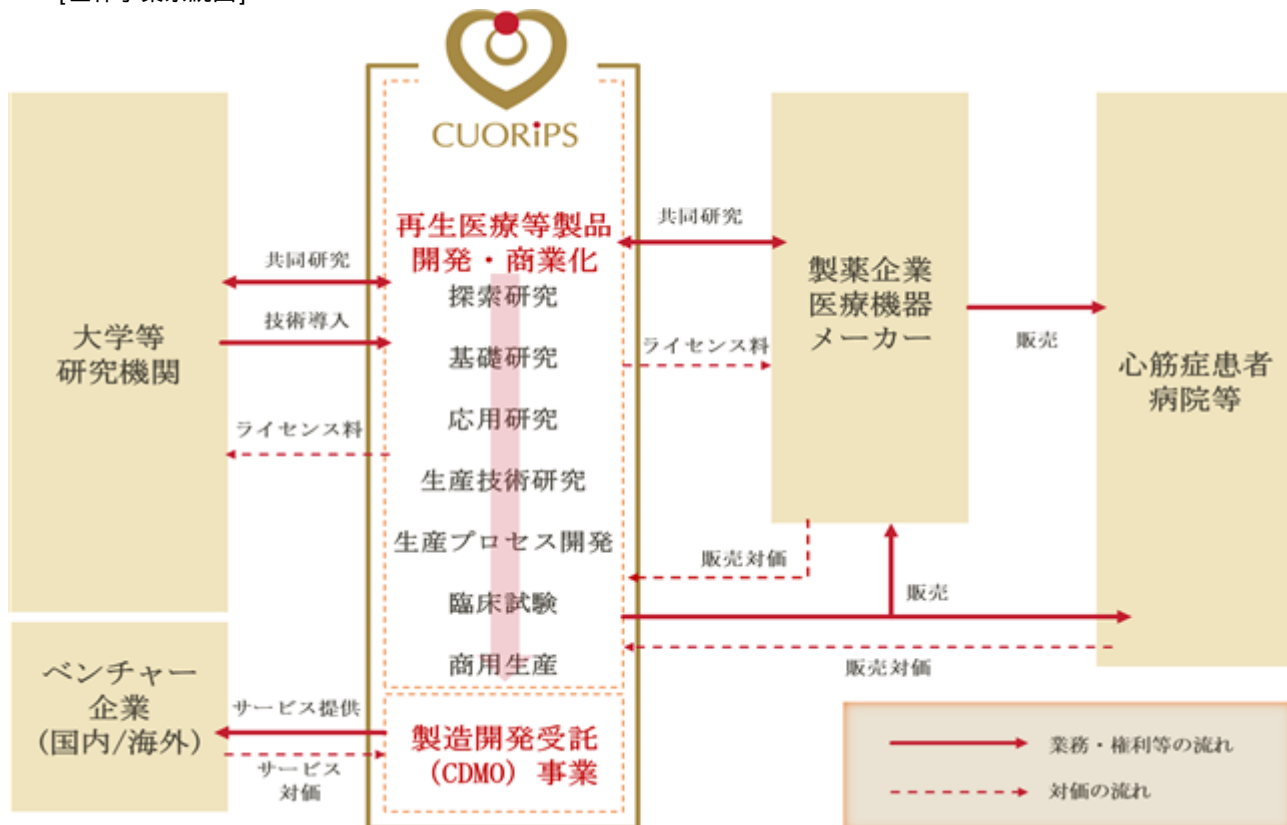 CUORiPS
大学等
研究機関
ベンチャー
企業
(国内/海外)
共同研究
技術導入
ライセンス料
サービス提供
サービス
対価
再生医療等製品
開発・商業化
探索研究
基礎研究
応用研究
生産技術研究
生産プロセス開発
臨床試験
商用生産
製造開発受託
(CDMO) 事業
共同研究
ライセンス料
販売対価
販売
販売対価
製薬企業
医療機器
メーカー
販売
心筋症患者
病院等
業務・権利等の流れ
対価の流れ